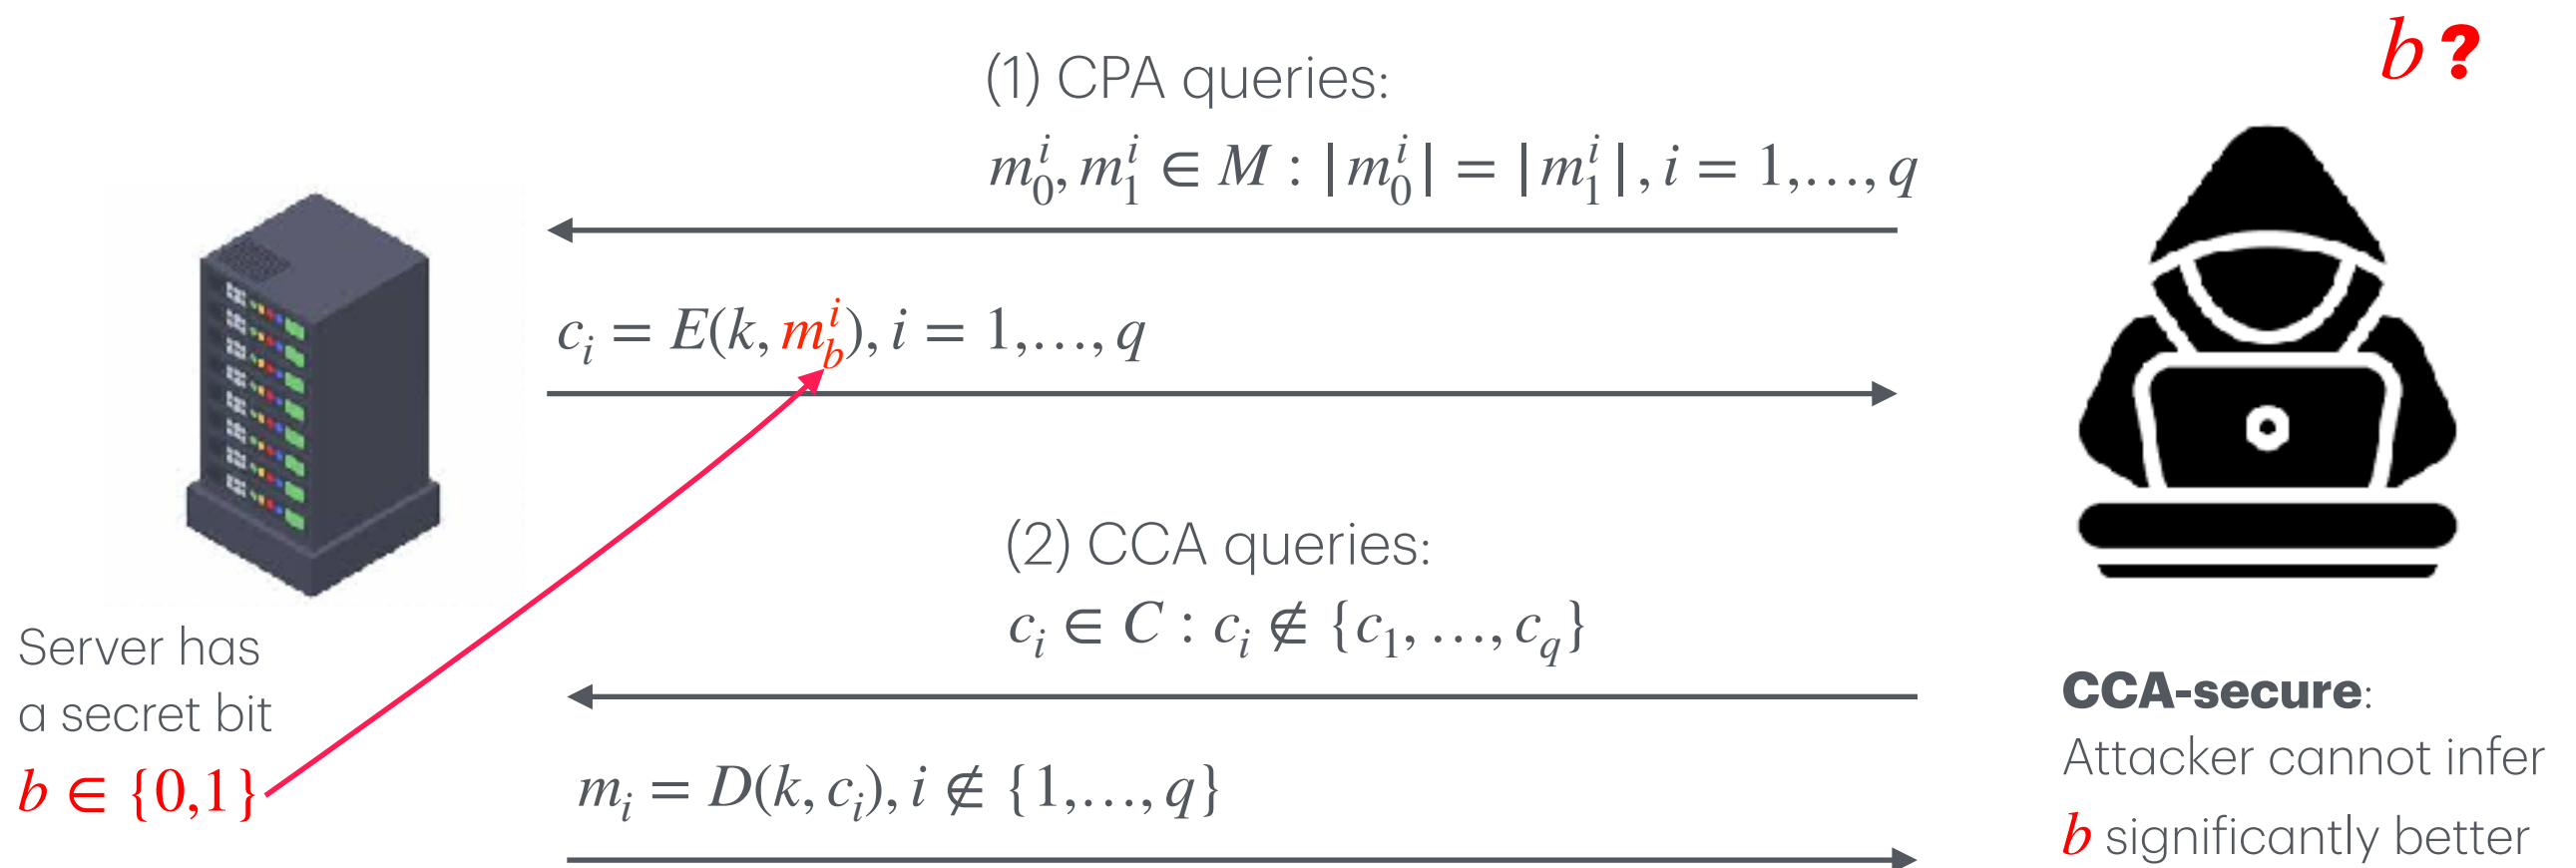 b ?
(1) CPA queries:
m_0^i, m_1^i ∈ M : |m_0^i| = |m_1^i|, i = 1,…, q
c_i = E(k, m_b^i), i = 1,…, q
(2) CCA queries:
c_i ∈ C : c_i ∉ {c_1, …, c_q}
m_i = D(k, c_i), i ∉ {1,…, q}
Server has
a secret bit
b ∈ {0,1}
CCA-secure:
Attacker cannot infer
b significantly better